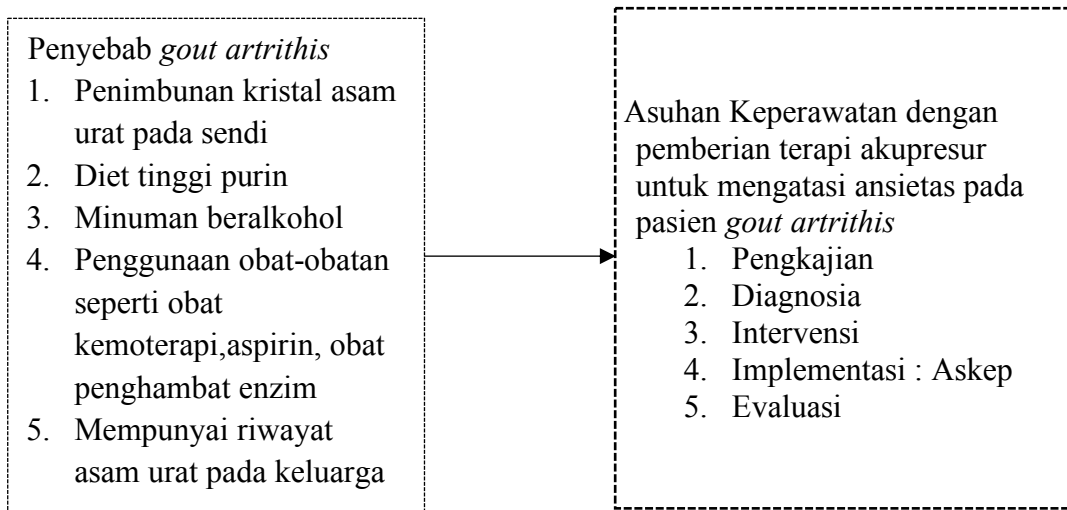 Penyebab gout artrithis
1. Penimbunan kristal asam
urat pada sendi
2. Diet tinggi purin
3. Minuman beralkohol
4. Penggunaan obat-obatan
seperti obat
kemoterapi,aspirin, obat
penghambat enzim
5. Mempunyai riwayat
asam urat pada keluarga
Asuhan Keperawatan dengan
pemberian terapi akupresur
untuk mengatasi ansietas pada
pasien gout artrithis
1. Pengkajian
2. Diagnosia
3. Intervensi
4. Implementasi : Askep
5. Evaluasi